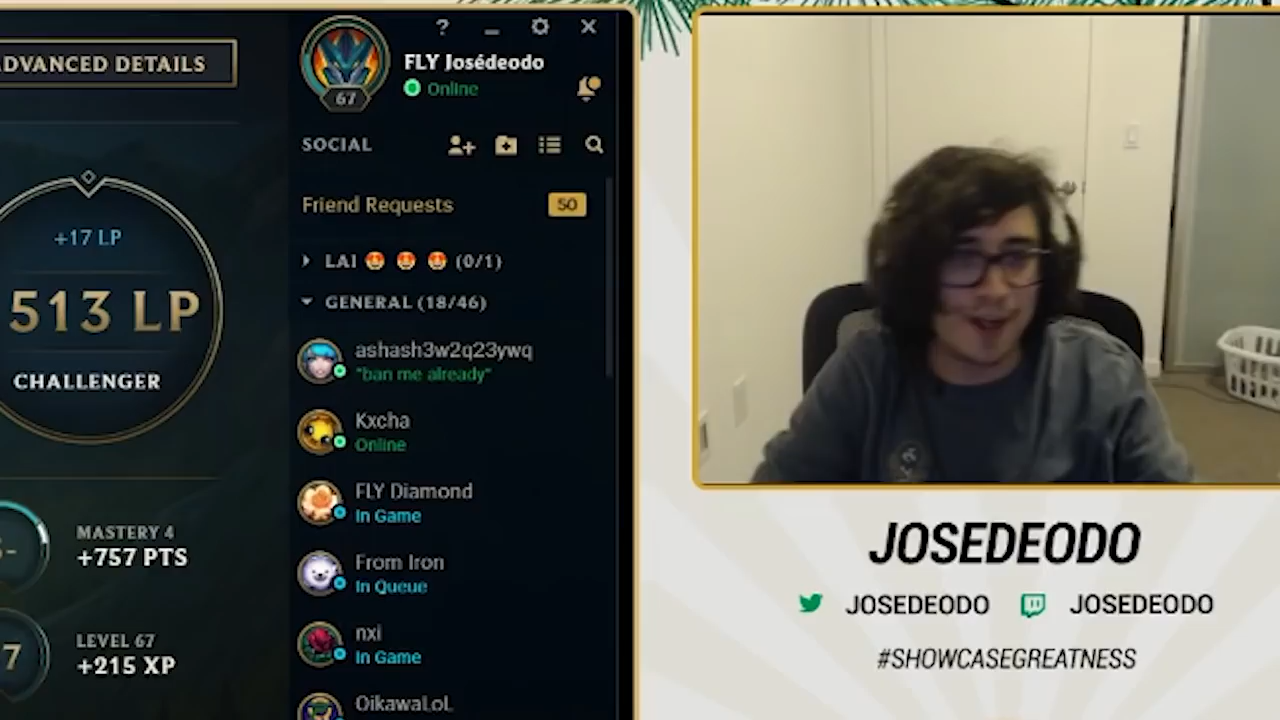 ADVANCED DETAILS
?
FLY Josédeodo
67
Online
SOCIAL
Friend Requests
50
+17 LP
LAI (0/1)
513 LP
GENERAL (18/46)
ashash3w2q23ywq
"ban me already"
CHALLENGER
Kxcha
Online
FLY Diamond
In Game
MASTERY 4
+757 PTS
From Iron
In Queue
nxi
In Game
LEVEL 67
+215 XP
7
OikawaLoL
JOSEDEODO
JOSEDEODO JOSEDEODO
#SHOWCASEGREATNESS